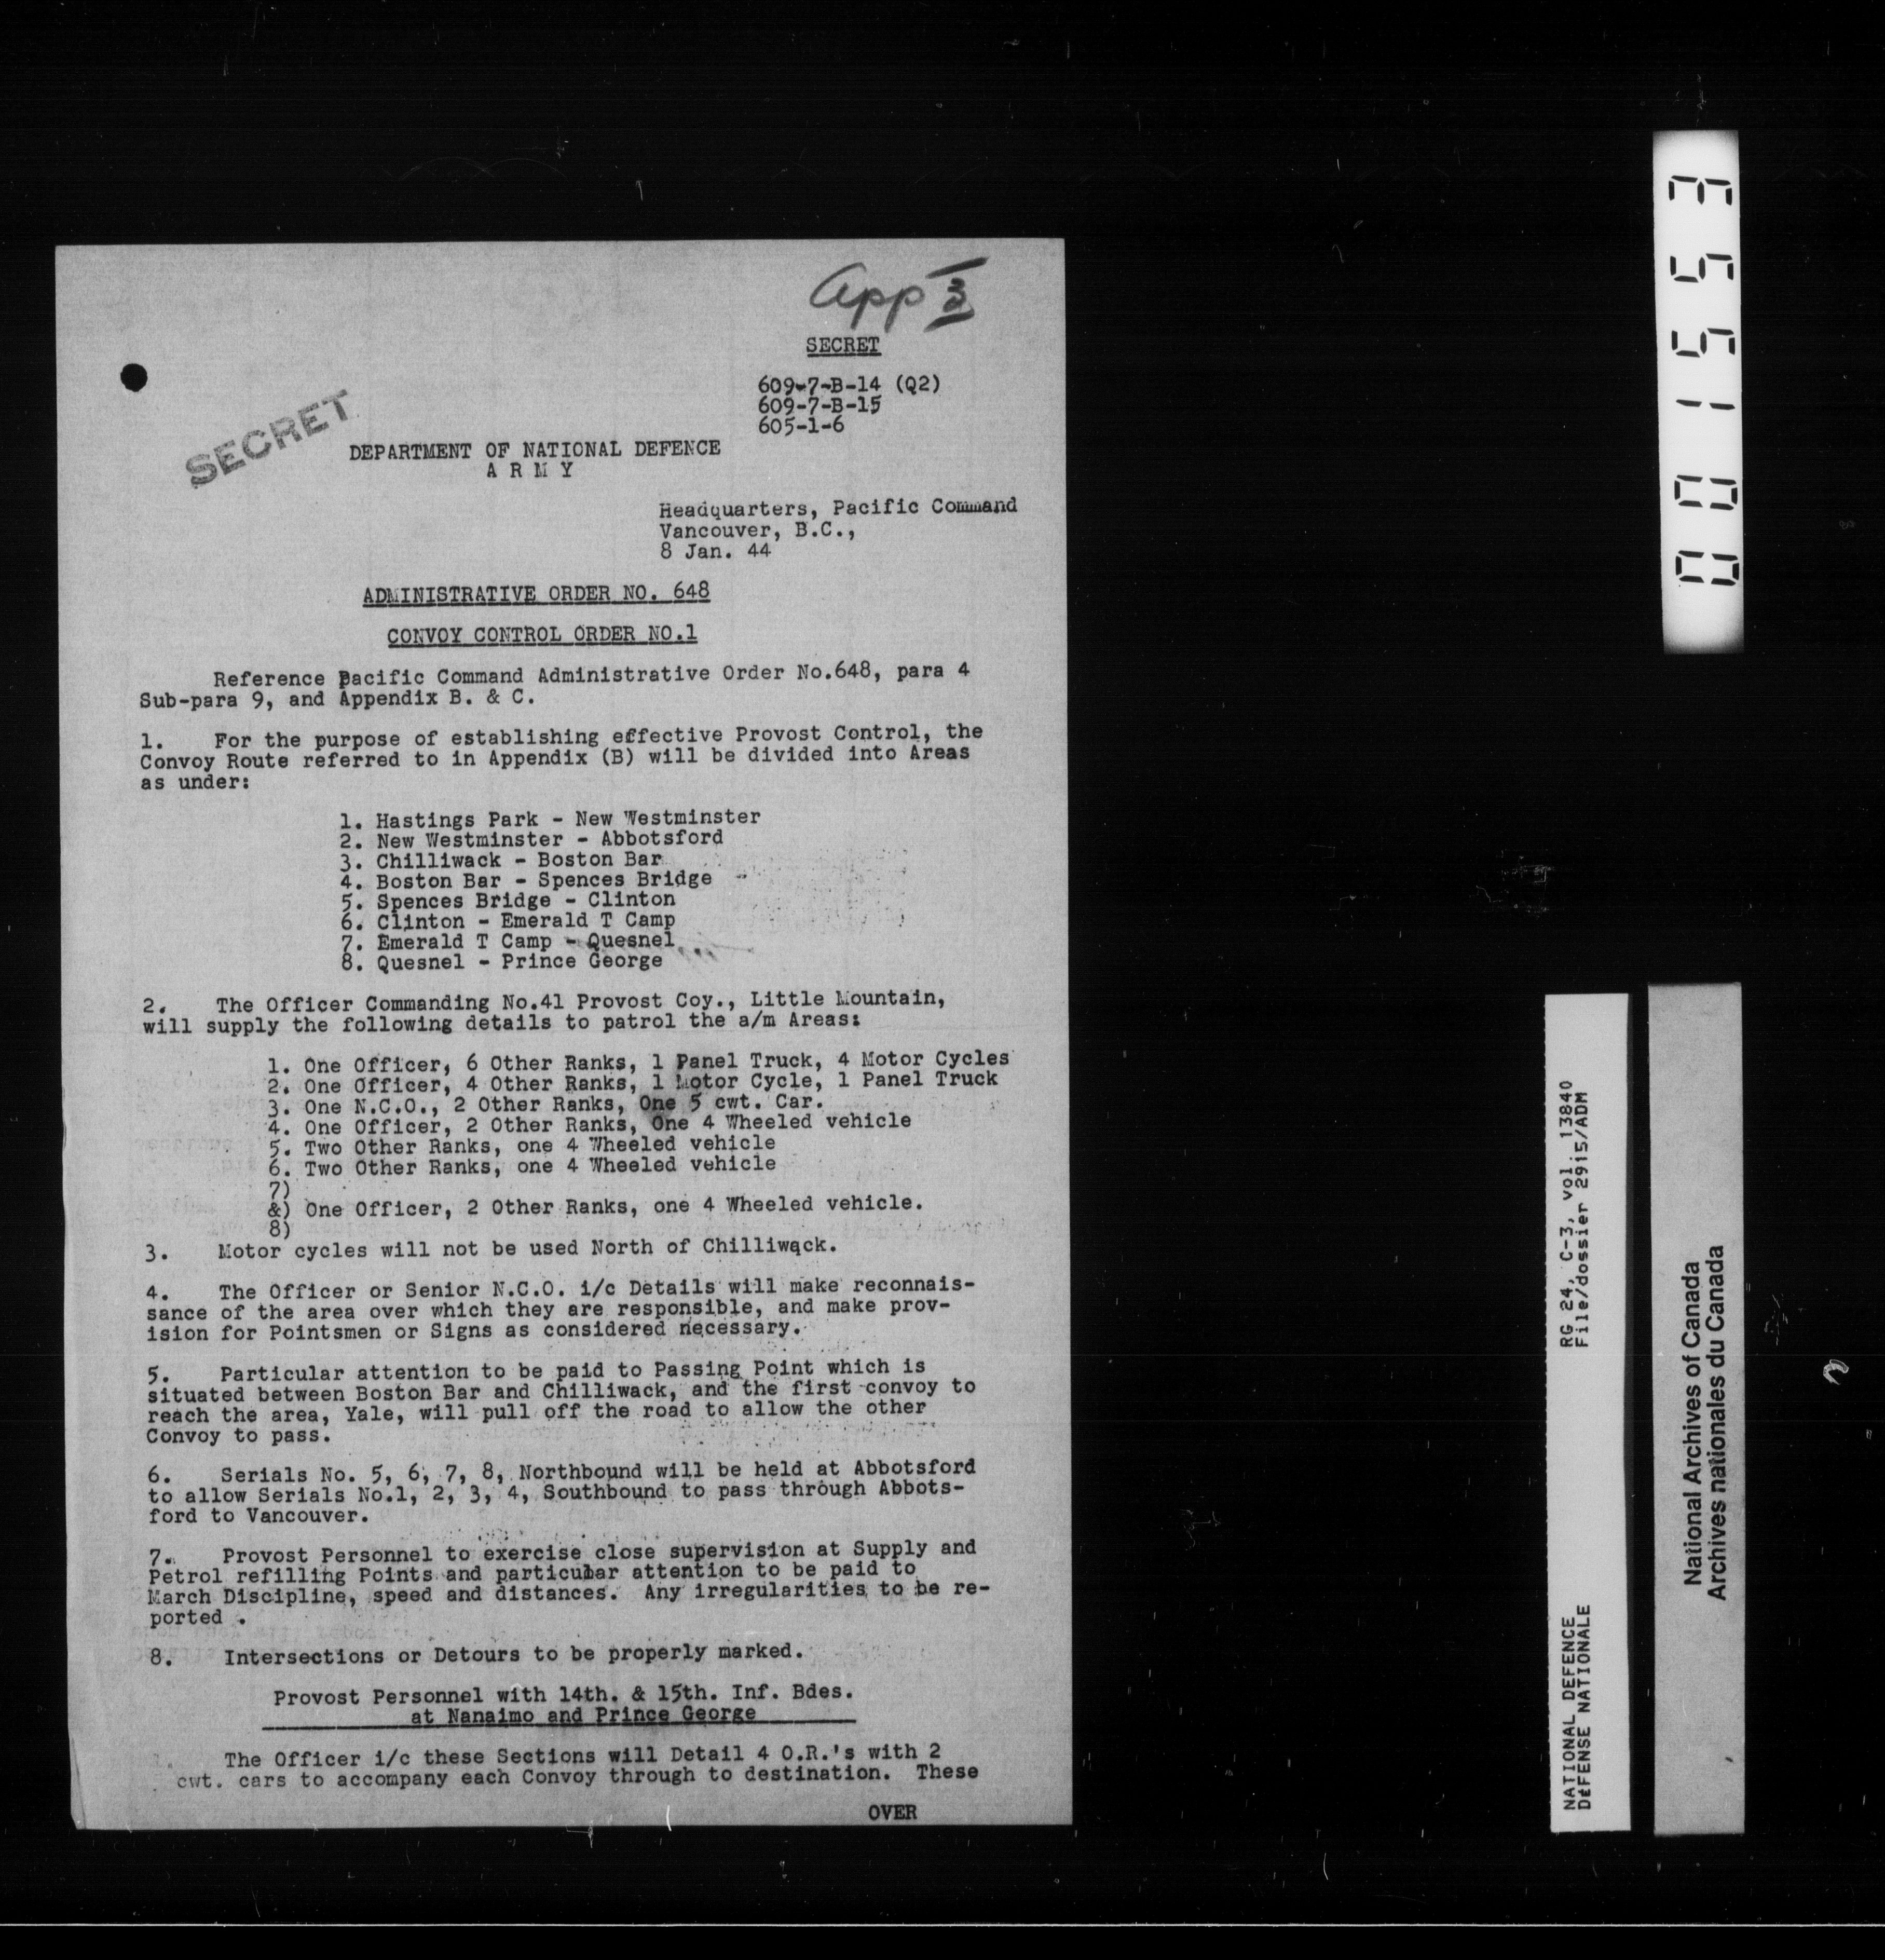 App 3
SECRET
609-7-B-14 (Q2)
609-7-B-15
605-1-6
SECRET
DEPARTMENT OF NATIONAL DEFENCE
A R M Y
Headquarters, Pacific Command
Vancouver, B.C.,
8 Jan. 44
ADMINISTRATIVE ORDER NO. 648
CONVOY CONTROL ORDER NO.1
Reference Pacific Command Administrative Order No.648, para 4
Sub-para 9, and Appendix B. & C.
1. For the purpose of establishing effective Provost Control, the
Convoy Route referred to in Appendix (B) will be divided into Areas
as under:
1. Hastings Park - New Westminster
2. New Westminster - Abbotsford
3. Chilliwack - Boston Bar
4. Boston Bar - Spences Bridge
5. Spences Bridge - Clinton
6. Clinton - Emerald T Camp
7. Emerald T Camp - Quesnel
8. Quesnel - Prince George
2. The Officer Commanding No.41 Provost Coy., Little Mountain,
will supply the following details to patrol the a/m Areas:
1. One Officer, 6 Other Ranks, 1 Panel Truck, 4 Motor Cycles
2. One Officer, 4 Other Ranks, 1 Motor Cycle, 1 Panel Truck
3. One N.C.O., 2 Other Ranks, One 5 cwt. Car.
4. One Officer, 2 Other Ranks, One 4 Wheeled vehicle
5. Two Other Ranks, one 4 Wheeled vehicle
6. Two Other Ranks, one 4 Wheeled vehicle
7)
&) One Officer, 2 Other Ranks, one 4 Wheeled vehicle.
8)
3. Motor cycles will not be used North of Chilliwack.
4. The Officer or Senior N.C.O. i/c Details will make reconnais-
sance of the area over which they are responsible, and make prov-
ision for Pointsmen or Signs as considered necessary.
5. Particular attention to be paid to Passing Point which is
situated between Boston Bar and Chilliwack, and the first convoy to
reach the area, Yale, will pull off the road to allow the other
Convoy to pass.
6. Serials No. 5, 6, 7, 8, Northbound will be held at Abbotsford
to allow Serials No.1, 2, 3, 4, Southbound to pass through Abbots-
ford to Vancouver.
7. Provost Personnel to exercise close supervision at Supply and
Petrol refilling Points and particular attention to be paid to
March Discipline, speed and distances. Any irregularities to be re-
ported .
8. Intersections or Detours to be properly marked.
Provost Personnel with 14th. & 15th. Inf. Bdes.
at Nanaimo and Prince George
The Officer i/c these Sections will Detail 4 O.R.'s with 2
cwt. cars to accompany each Convoy through to destination. These
OVER
001553
RG 24, C-3, vol. 13840
File/dossier 2915/ADM
NATIONAL DEFENCE
DéFENSE NATIONALE
National Archives of Canada
Archives nationales du Canada